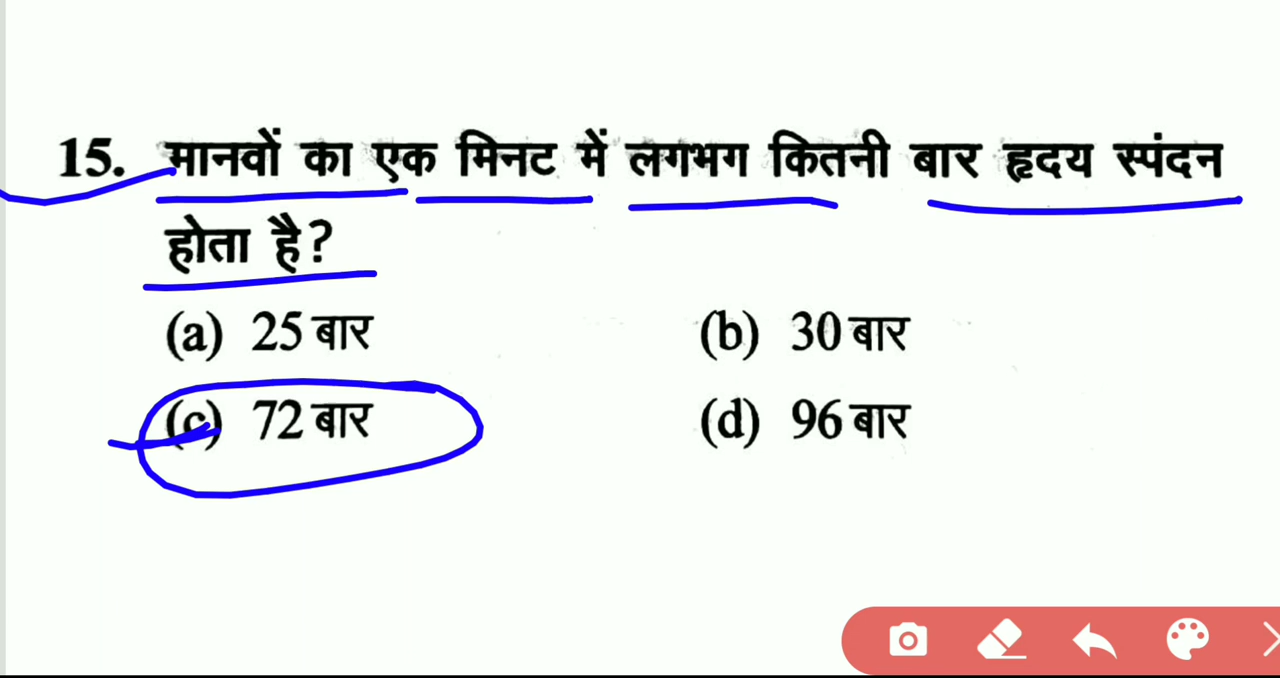 15. मानवों का एक मिनट में लगभग कितनी बार हृदय स्पंदन
होता है?
(a) 25 बार (b) 30 बार
(c) 72 बार (d) 96 बार